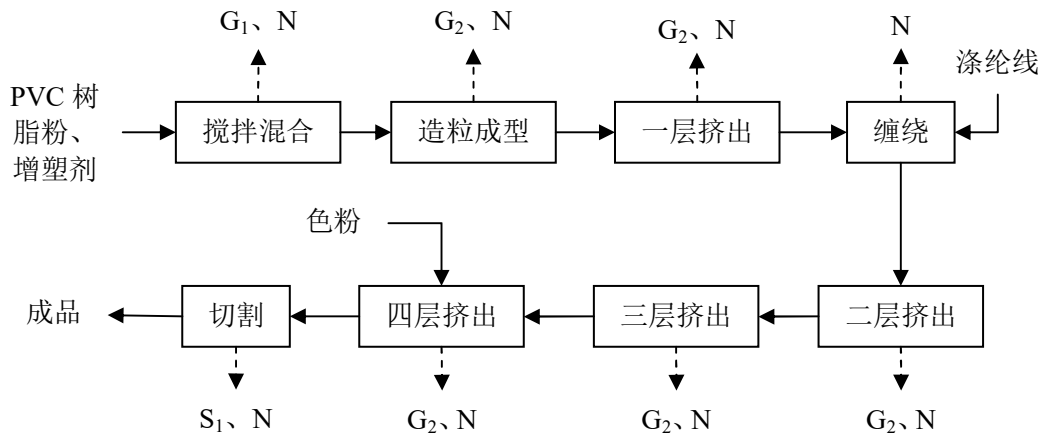 G₁、N
G₂、N
G₂、N
N
涤纶线
PVC 树
脂粉、
增塑剂
搅拌混合
造粒成型
一层挤出
缠绕
色粉
成品
切割
四层挤出
三层挤出
二层挤出
S₁、N
G₂、N
G₂、N
G₂、N